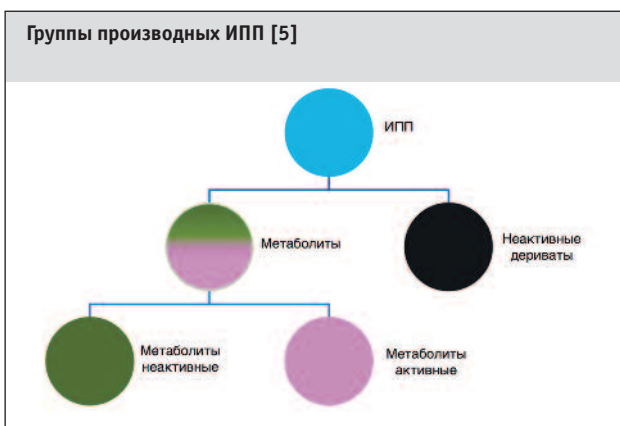 Группы производных ИПП [5]
ИПП
Метаболиты
Неактивные
дериваты
Метаболиты
неактивные
Метаболиты
активные